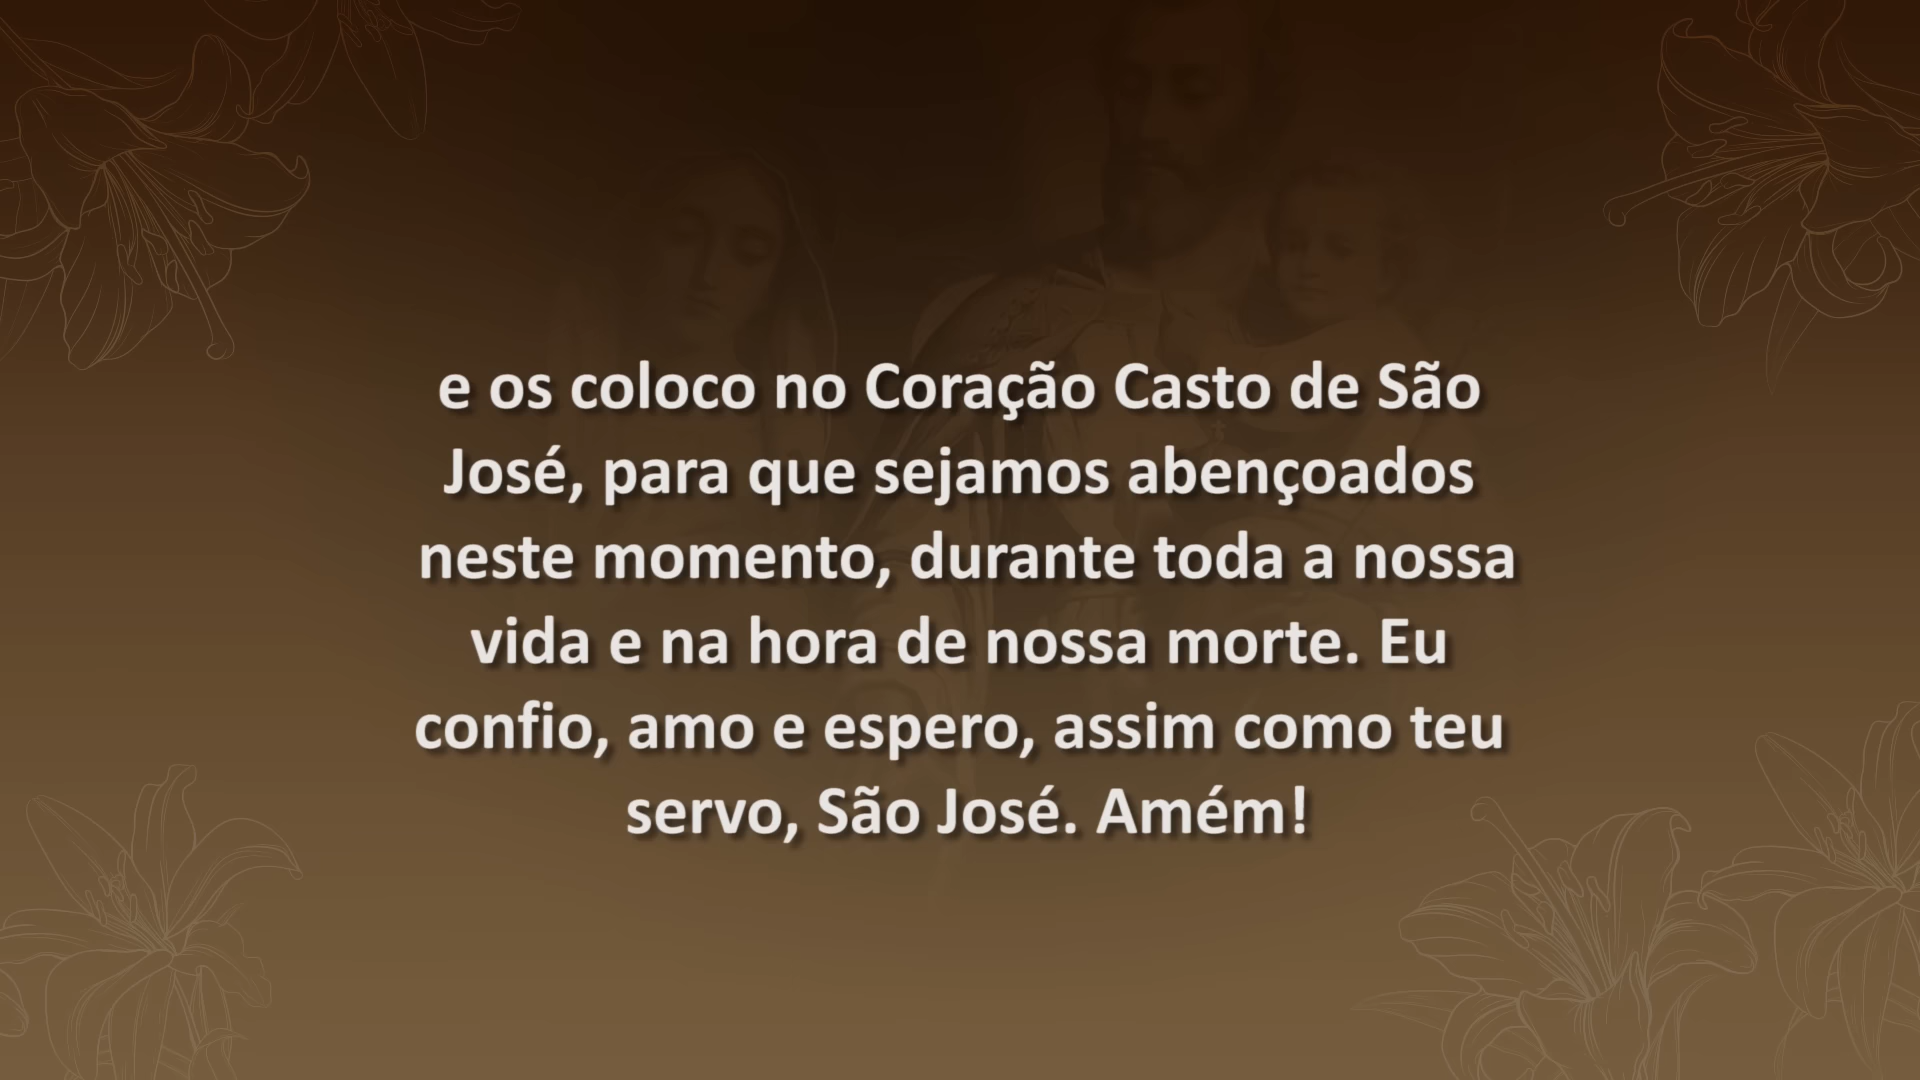 e os coloco no Coração Casto de São
José, para que sejamos abençoados
neste momento, durante toda a nossa
vida e na hora de nossa morte. Eu
confio, amo e espero, assim como teu
servo, São José. Amém!